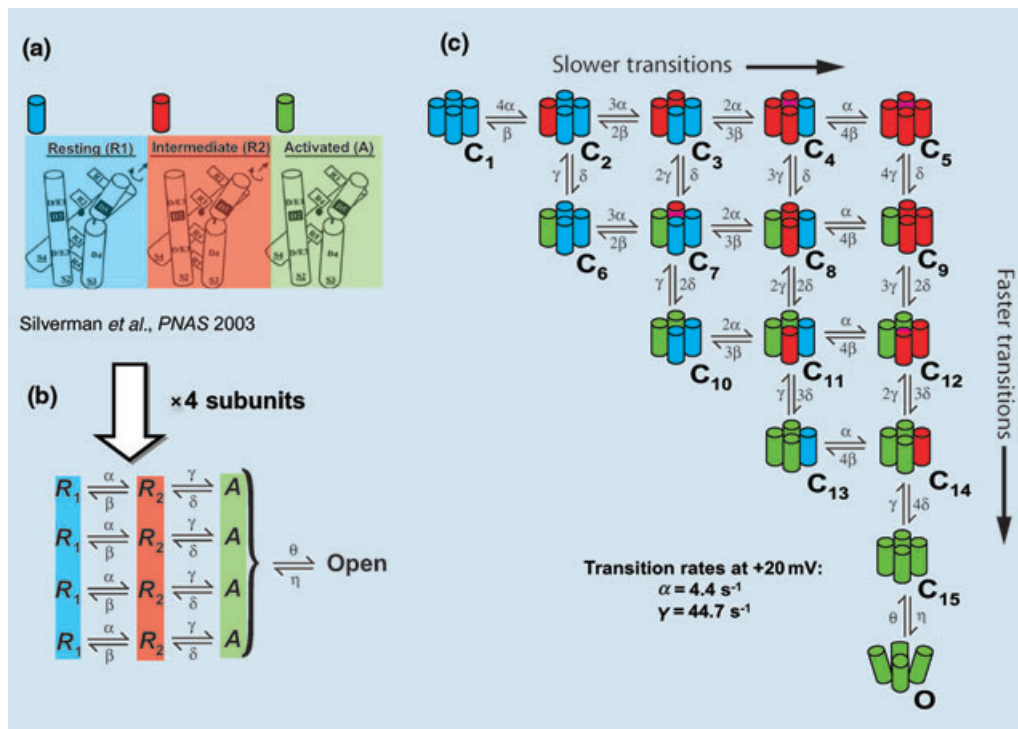 (a)
Resting (R1)
Intermediate (R2)
Activated (A)
Silverman et al., PNAS 2003
×4 subunits
(b)
R1 α β R2 γ δ A
R1 α β R2 γ δ A
R1 α β R2 γ δ A
R1 α β R2 γ δ A
θ η Open
(c)
Slower transitions
4α 3α 2α α
β 2β 3β 4β
C1 C2 C3 C4 C5
γ δ 2γ δ 3γ δ 4γ δ
3α 2α α
2β 3β 4β
C6 C7 C8 C9
γ 2δ 2γ 2δ 3γ 2δ
2α α
3β 4β
C10 C11 C12
γ 3δ 2γ 3δ
α
4β
C13 C14
γ 4δ
C15
θ η
O
Faster transitions
Transition rates at +20 mV:
α = 4.4 s-1
γ = 44.7 s-1